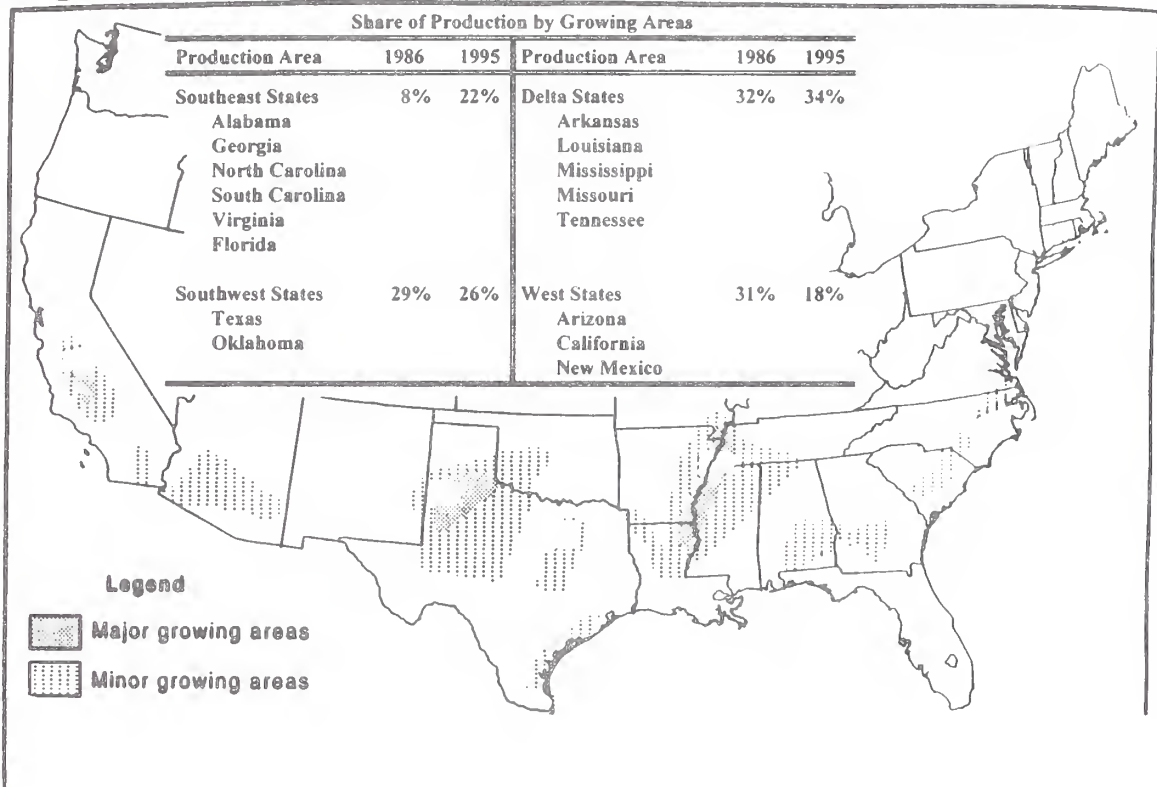 Share of Production by Growing Areas
Production Area 1986 1995 Production Area 1986 1995
Southeast States 8% 22% Delta States 32% 34%
Alabama Arkansas
Georgia Louisiana
North Carolina Mississippi
South Carolina Missouri
Virginia Tennessee
Florida
Southwest States 29% 26% West States 31% 18%
Texas Arizona
Oklahoma California
New Mexico
Legend
Major growing areas
Minor growing areas